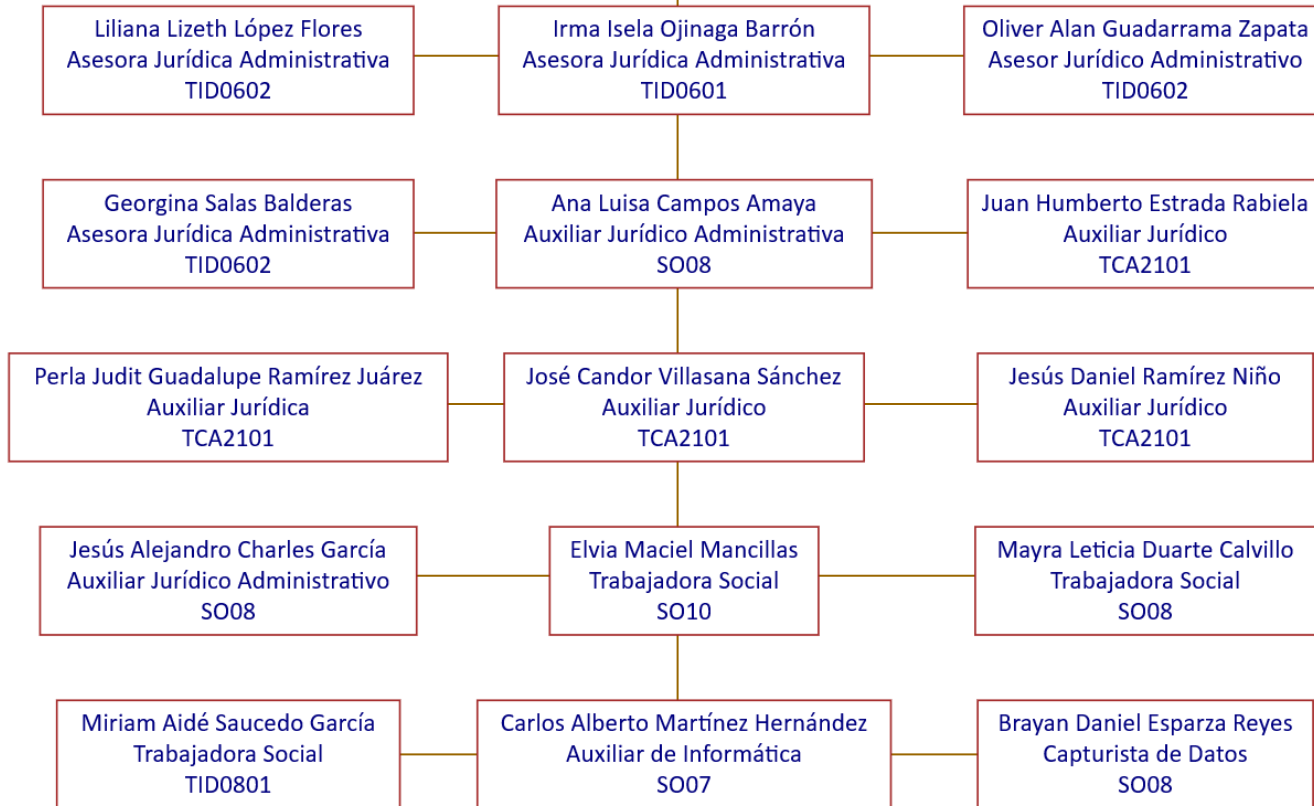 Liliana Lizeth López Flores
Asesora Jurídica Administrativa
TID0602
Irma Isela Ojinaga Barrón
Asesora Jurídica Administrativa
TID0601
Oliver Alan Guadarrama Zapata
Asesor Jurídico Administrativo
TID0602
Georgina Salas Balderas
Asesora Jurídica Administrativa
TID0602
Ana Luisa Campos Amaya
Auxiliar Jurídico Administrativa
SO08
Juan Humberto Estrada Rabiela
Auxiliar Jurídico
TCA2101
Perla Judit Guadalupe Ramírez Juárez
Auxiliar Jurídica
TCA2101
José Candor Villasana Sánchez
Auxiliar Jurídico
TCA2101
Jesús Daniel Ramírez Niño
Auxiliar Jurídico
TCA2101
Jesús Alejandro Charles García
Auxiliar Jurídico Administrativo
SO08
Elvia Maciel Mancillas
Trabajadora Social
SO10
Mayra Leticia Duarte Calvillo
Trabajadora Social
SO08
Miriam Aidé Saucedo García
Trabajadora Social
TID0801
Carlos Alberto Martínez Hernández
Auxiliar de Informática
SO07
Brayan Daniel Esparza Reyes
Capturista de Datos
SO08